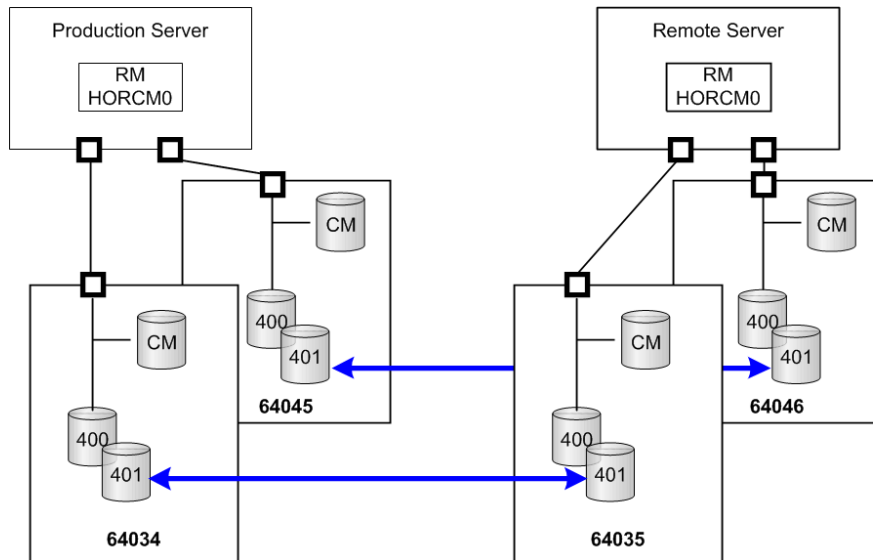 Production Server
Remote Server
RM
HORCM0
RM
HORCM0
CM
CM
400
401
64045
400
401
64046
CM
CM
400
401
64034
400
401
64035